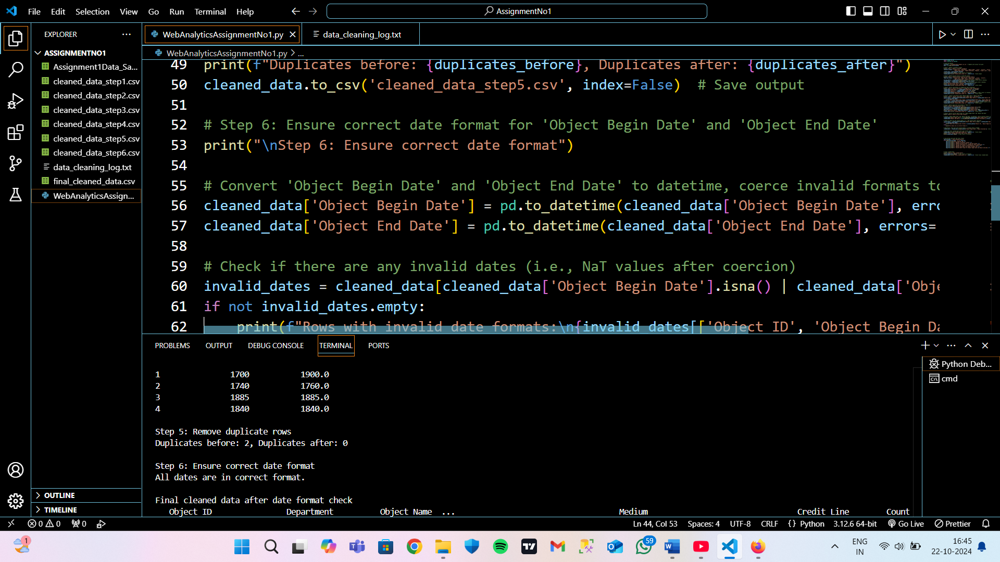 File Edit Selection View Go Run Terminal Help
AssignmentNo1
EXPLORER
WebAnalyticsAssignmentNo1.py
data_cleaning_log.txt
ASSIGNMENTNO1
Assignment1Data_Sa...
cleaned_data_step1.csv
cleaned_data_step2.csv
cleaned_data_step3.csv
cleaned_data_step4.csv
cleaned_data_step5.csv
cleaned_data_step6.csv
data_cleaning_log.txt
final_cleaned_data.csv
WebAnalyticsAssign...
OUTLINE
TIMELINE
WebAnalyticsAssignmentNo1.py > ...
49 print(f"Duplicates before: {duplicates_before}, Duplicates after: {duplicates_after}")
50 cleaned_data.to_csv('cleaned_data_step5.csv', index=False)  # Save output
51
52 # Step 6: Ensure correct date format for 'Object Begin Date' and 'Object End Date'
53 print("\nStep 6: Ensure correct date format")
54
55 # Convert 'Object Begin Date' and 'Object End Date' to datetime, coerce invalid formats to
56 cleaned_data['Object Begin Date'] = pd.to_datetime(cleaned_data['Object Begin Date'], erro
57 cleaned_data['Object End Date'] = pd.to_datetime(cleaned_data['Object End Date'], errors=
58
59 # Check if there are any invalid dates (i.e., NaT values after coercion)
60 invalid_dates = cleaned_data[cleaned_data['Object Begin Date'].isna() | cleaned_data['Obje
61 if not invalid_dates.empty:
62     print(f"Rows with invalid date formats:\n{invalid_dates[['Object ID', 'Object Begin Da
PROBLEMS OUTPUT DEBUG CONSOLE TERMINAL PORTS
1 1700 1900.0
2 1740 1760.0
3 1885 1885.0
4 1840 1840.0
Step 5: Remove duplicate rows
Duplicates before: 2, Duplicates after: 0
Step 6: Ensure correct date format
All dates are in correct format.
Final cleaned data after date format check
Object ID Department Object Name ... Medium Credit Line Count
Python Deb...
cmd
0 0 0 Ln 44, Col 53 Spaces: 4 UTF-8 CRLF {} Python 3.12.6 64-bit Go Live Prettier
1
59
ENG
IN
16:45
22-10-2024